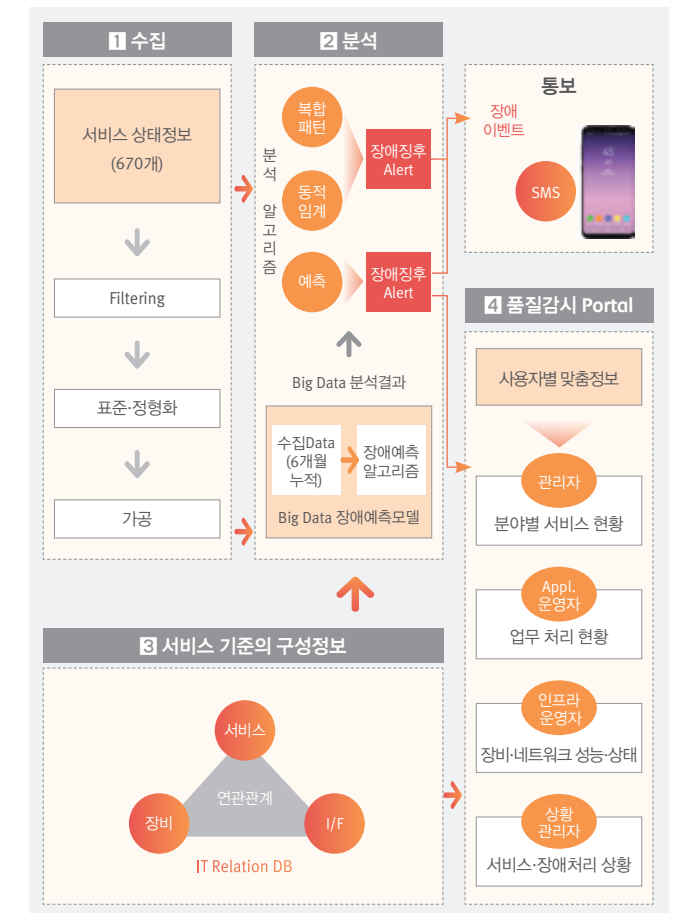 1 수집
서비스 상태정보
(670개)
Filtering
표준·정형화
가공
2 분석
분석 알고리즘
복합
패턴
동적
임계
장애징후
Alert
예측
장애징후
Alert
Big Data 분석결과
수집Data
(6개월
누적)
장애예측
알고리즘
Big Data 장애예측모델
통보
장애
이벤트
SMS
4 품질감시 Portal
사용자별 맞춤정보
관리자
분야별 서비스 현황
Appl.
운영자
업무 처리 현황
인프라
운영자
장비·네트워크 성능·상태
상황
관리자
서비스·장애처리 상황
3 서비스 기준의 구성정보
서비스
연관관계
장비
I/F
IT Relation DB